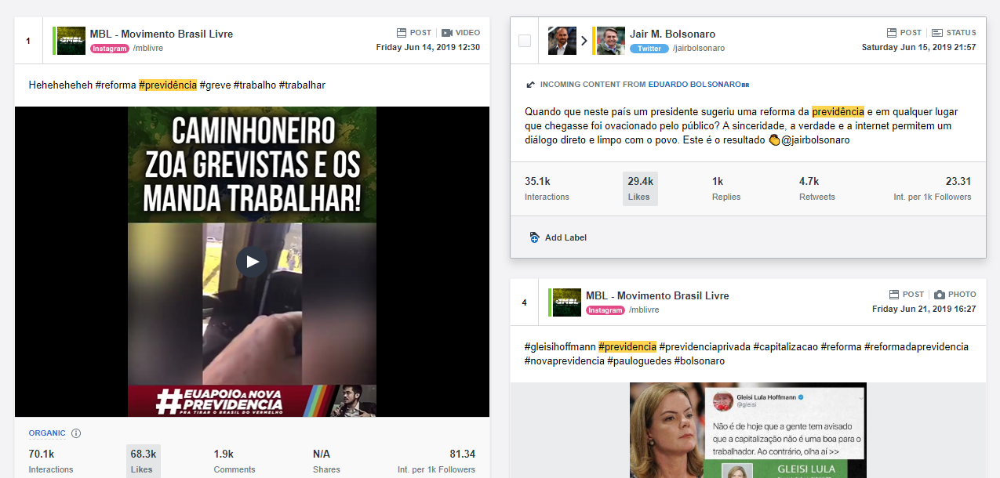 1
MBL - Movimento Brasil Livre
Instagram /mblivre
POST VIDEO
Friday Jun 14, 2019 12:30
Heheheheheh #reforma #previdência #greve #trabalho #trabalhar
CAMINHONEIRO
ZOA GREVISTAS E OS
MANDA TRABALHAR!
#EUAPOIO A NOVA
PREVIDENCIA
PRA TIRAR O BRASIL DO VERMELHO
ORGANIC
70.1k 68.3k 1.9k N/A 81.34
Interactions Likes Comments Shares Int. per 1k Followers
Jair M. Bolsonaro
Twitter /jairbolsonaro
POST STATUS
Saturday Jun 15, 2019 21:57
INCOMING CONTENT FROM EDUARDO BOLSONARO🇧🇷
Quando que neste país um presidente sugeriu uma reforma da previdência e em qualquer lugar
que chegasse foi ovacionado pelo público? A sinceridade, a verdade e a internet permitem um
diálogo direto e limpo com o povo. Este é o resultado 👏@jairbolsonaro
35.1k 29.4k 1k 4.7k 23.31
Interactions Likes Replies Retweets Int. per 1k Followers
Add Label
4
MBL - Movimento Brasil Livre
Instagram /mblivre
POST PHOTO
Friday Jun 21, 2019 16:27
#gleisihoffmann #previdencia #previdenciaprivada #capitalizacao #reforma #reformadaprevidencia
#novaprevidencia #pauloguedes #bolsonaro
Gleisi Lula Hoffmann
@gleisi
Não é de hoje que a gente tem avisado
que a capitalização não é uma boa para o
trabalhador. Ao contrário, olha aí >>
GLEISI LULA